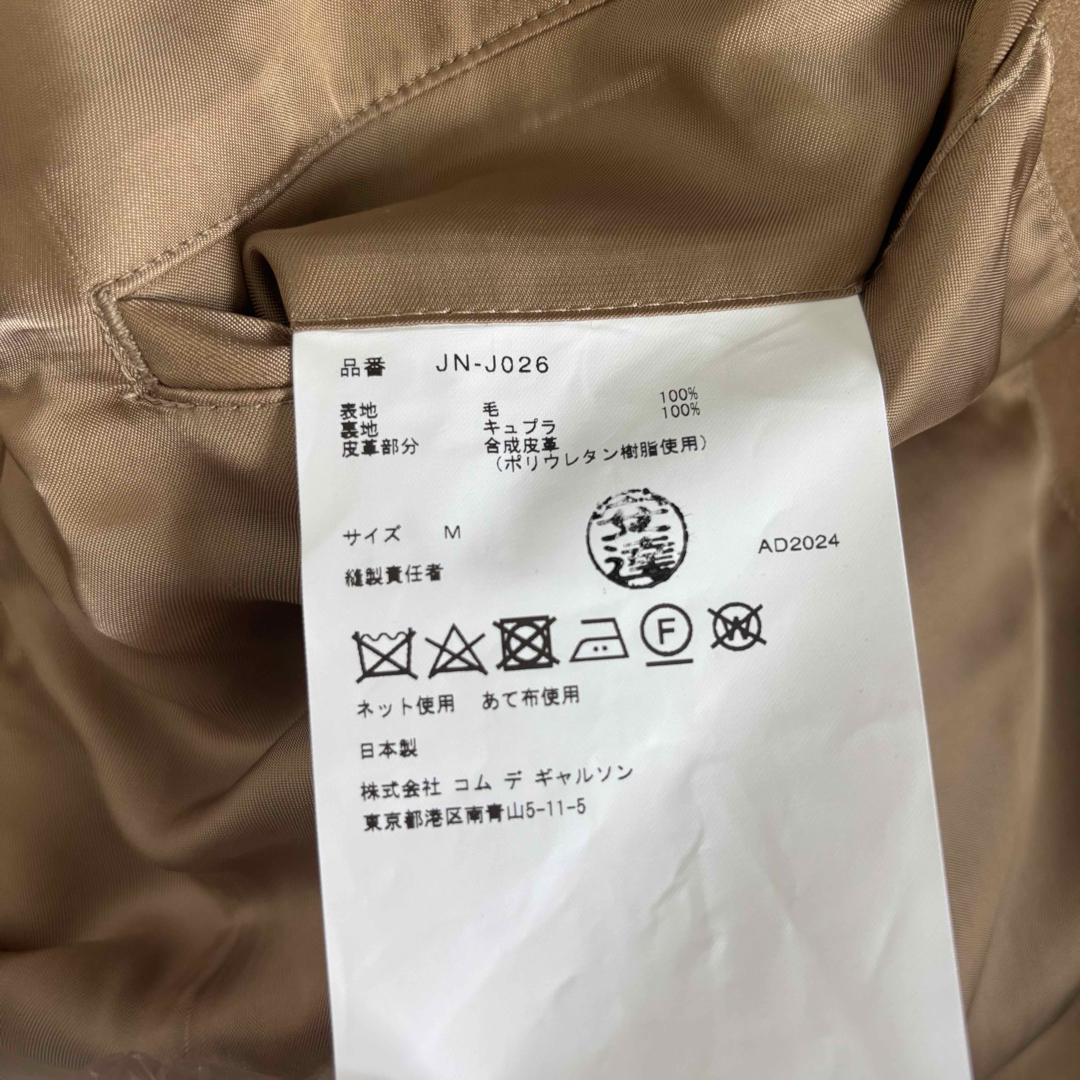 品番 JN-J026
表地 毛 100%
裏地 キュプラ 100%
皮革部分 合成皮革
(ポリウレタン樹脂使用)
サイズ M
AD2024
縫製責任者
F W
ネット使用 あて布使用
日本製
株式会社 コム デ ギャルソン
東京都港区南青山5-11-5